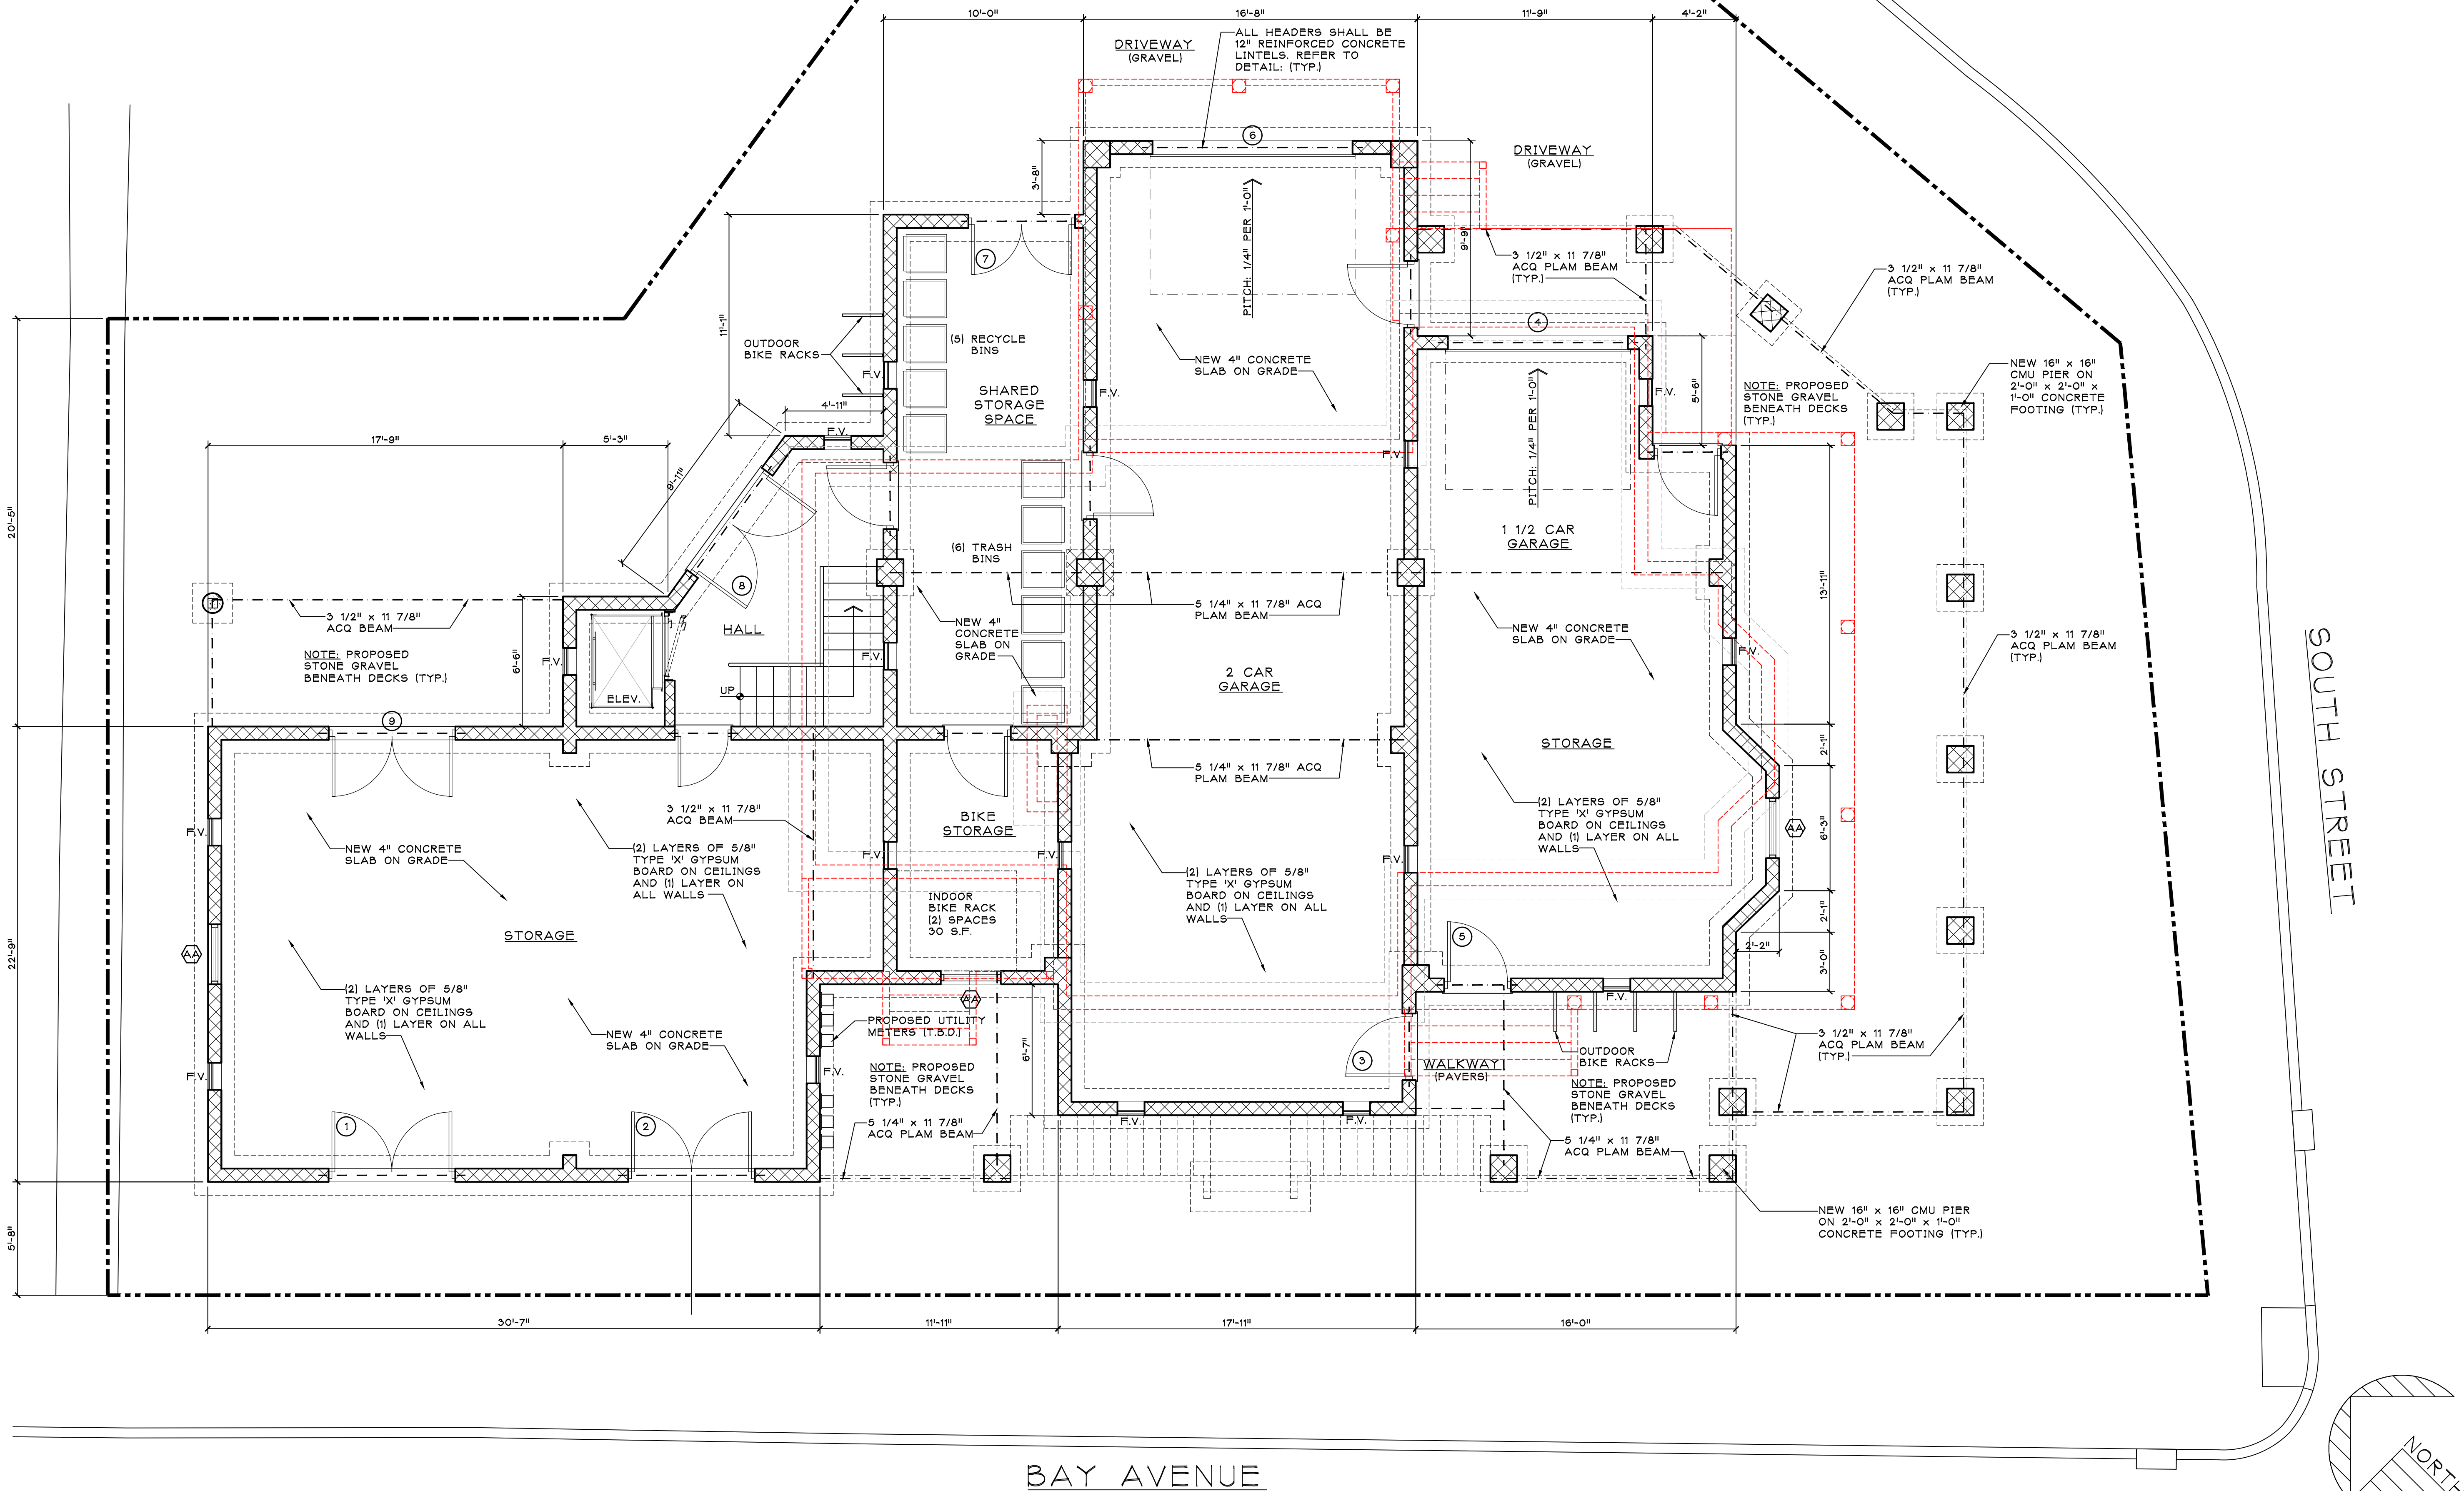 10'-0"
16'-8"
11'-9"
4'-2"
DRIVEWAY
(GRAVEL)
ALL HEADERS SHALL BE
12" REINFORCED CONCRETE
LINTELS. REFER TO
DETAIL: (TYP.)
6
DRIVEWAY
(GRAVEL)
3'-8"
PITCH: 1/4" PER 1'-0"
9'-9"
7
3 1/2" x 11 7/8"
ACQ PLAM BEAM
(TYP.)
3 1/2" x 11 7/8"
ACQ PLAM BEAM
(TYP.)
4
11'-1"
OUTDOOR
BIKE RACKS
(5) RECYCLE
BINS
F.V.
SHARED
STORAGE
SPACE
F.V.
NEW 4" CONCRETE
SLAB ON GRADE
PITCH: 1/4" PER 1'-0"
F.V.
5'-6"
NOTE: PROPOSED
STONE GRAVEL
BENEATH DECKS
(TYP.)
NEW 16" x 16"
CMU PIER ON
2'-0" x 2'-0" x
1'-0" CONCRETE
FOOTING (TYP.)
4'-11"
F.V.
17'-9"
5'-3"
9'-11"
F.V.
20'-5"
1 1/2 CAR
GARAGE
(6) TRASH
BINS
8
13'-11"
3 1/2" x 11 7/8"
ACQ BEAM
HALL
NEW 4"
CONCRETE
SLAB ON
GRADE
5 1/4" x 11 7/8" ACQ
PLAM BEAM
NEW 4" CONCRETE
SLAB ON GRADE
3 1/2" x 11 7/8"
ACQ PLAM BEAM
(TYP.)
NOTE: PROPOSED
STONE GRAVEL
BENEATH DECKS (TYP.)
6'-6"
F.V.
F.V.
F.V.
ELEV.
UP
2 CAR
GARAGE
SOUTH STREET
9
STORAGE
2'-1"
5 1/4" x 11 7/8" ACQ
PLAM BEAM
3 1/2" x 11 7/8"
ACQ BEAM
BIKE
STORAGE
(2) LAYERS OF 5/8"
TYPE 'X' GYPSUM
BOARD ON CEILINGS
AND (1) LAYER ON ALL
WALLS
AA
6'-3"
F.V.
NEW 4" CONCRETE
SLAB ON GRADE
(2) LAYERS OF 5/8"
TYPE 'X' GYPSUM
BOARD ON CEILINGS
AND (1) LAYER ON
ALL WALLS
F.V.
F.V.
F.V.
(2) LAYERS OF 5/8"
TYPE 'X' GYPSUM
BOARD ON CEILINGS
AND (1) LAYER ON ALL
WALLS
INDOOR
BIKE RACK
(2) SPACES
30 S.F.
2'-1"
22'-9"
AA
STORAGE
5
2'-2"
3'-0"
(2) LAYERS OF 5/8"
TYPE 'X' GYPSUM
BOARD ON CEILINGS
AND (1) LAYER ON ALL
WALLS
AA
F.V.
NEW 4" CONCRETE
SLAB ON GRADE
PROPOSED UTILITY
METERS (T.B.D.)
6'-7"
3
WALKWAY
(PAVERS)
OUTDOOR
BIKE RACKS
3 1/2" x 11 7/8"
ACQ PLAM BEAM
(TYP.)
F.V.
F.V.
NOTE: PROPOSED
STONE GRAVEL
BENEATH DECKS
(TYP.)
NOTE: PROPOSED
STONE GRAVEL
BENEATH DECKS
(TYP.)
1
2
5 1/4" x 11 7/8"
ACQ PLAM BEAM
F.V.
F.V.
5 1/4" x 11 7/8"
ACQ PLAM BEAM
NEW 16" x 16" CMU PIER
ON 2'-0" x 2'-0" x 1'-0"
CONCRETE FOOTING (TYP.)
5'-8"
30'-7"
11'-11"
17'-11"
16'-0"
BAY AVENUE
NORTH